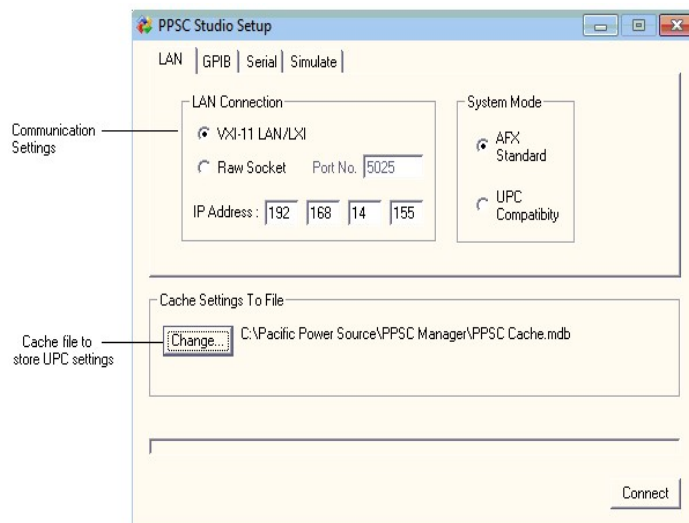 PPSC Studio Setup
LAN GPIB Serial Simulate
LAN Connection
VXI-11 LAN/LXI
Raw Socket Port No. 5025
IP Address : 192 168 14 155
System Mode
AFX
Standard
UPC
Compatibity
Communication
Settings
Cache Settings To File
Change... C:\Pacific Power Source\PPSC Manager\PPSC Cache.mdb
Cache file to
store UPC settings
Connect